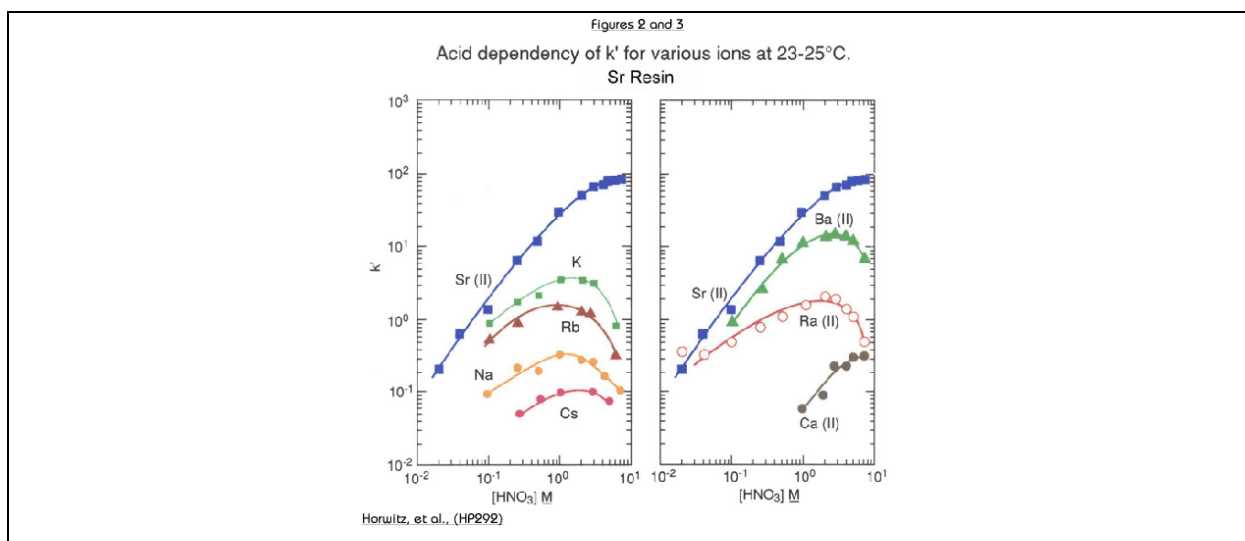 Figures 2 and 3
Acid dependency of k' for various ions at 23-25°C.
Sr Resin
10³
10²
10¹
10⁰
10⁻¹
10⁻²
k'
Sr (II)
K
Rb
Na
Cs
10⁻² 10⁻¹ 10⁰ 10¹
[HNO₃] M
Ba (II)
Sr (II)
Ra (II)
Ca (II)
10⁻² 10⁻¹ 10⁰ 10¹
[HNO₃] M
Horwitz, et al., (HP292)